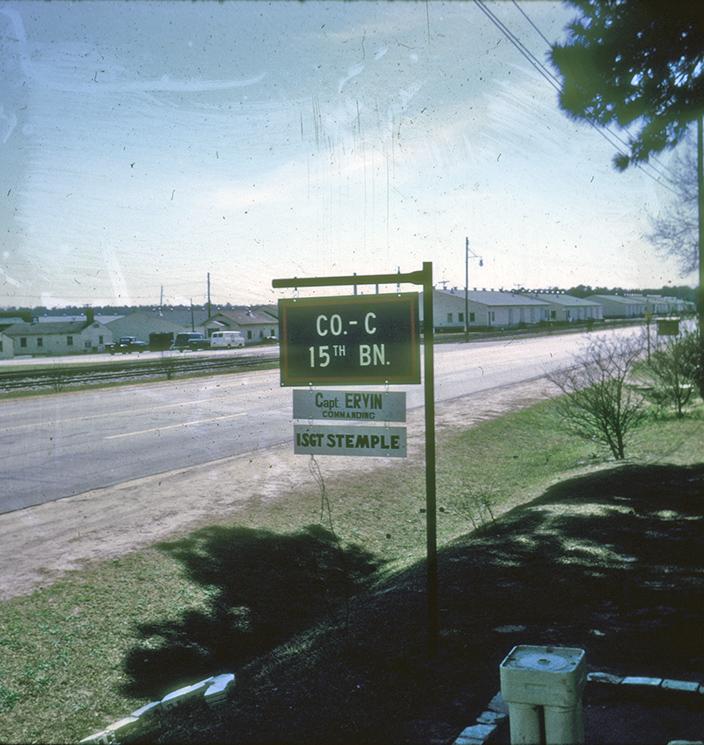 CO.-C
15TH BN.
Capt. ERVIN
COMMANDING
1SGT STEMPLE